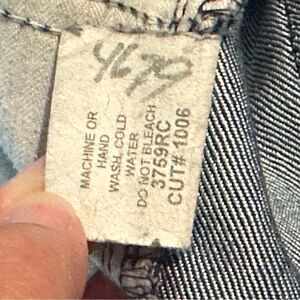 4679
MACHINE OR
HAND
WASH, COLD
WATER
DO NOT BLEACH
3759RC
CUT# 1006